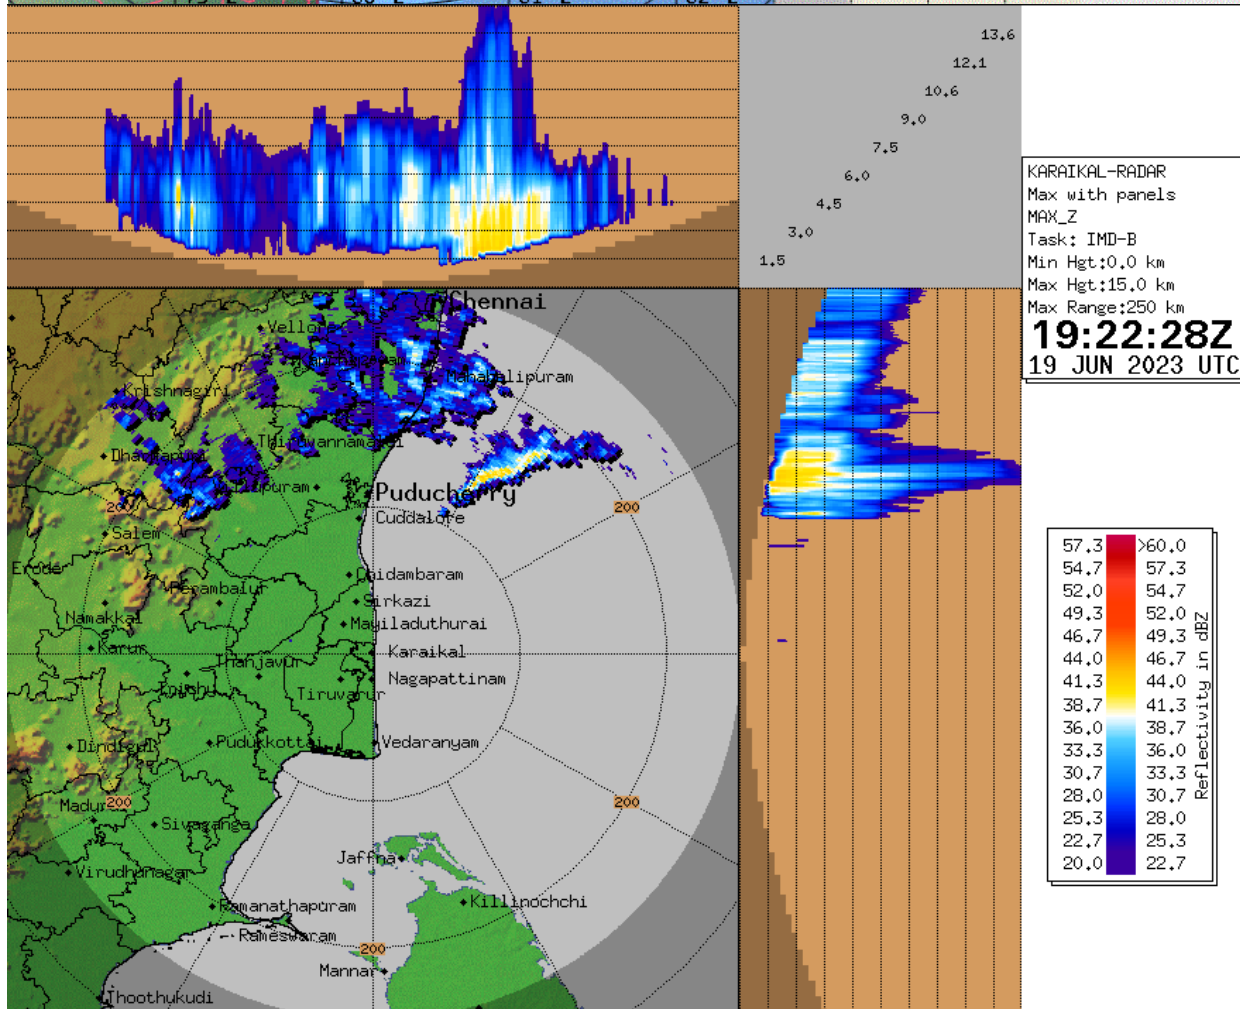 13.6
12.1
10.6
9.0
7.5
6.0
4.5
3.0
1.5
KARAIKAL-RADAR
Max with panels
MAX_Z
Task: IMD-B
Min Hgt:0.0 km
Max Hgt:15.0 km
Max Range:250 km
19:22:28Z
19 JUN 2023 UTC
Chennai
Vellore
Mahabalipuram
Krishnagiri
Thiruvannamalai
Dharmapuri
Puducherry
200
200
Cuddalore
Salem
Erode
Chidambaram
Perambalur
Sirkazi
Namakkal
Mayiladuthurai
Karur
Karaikal
Thanjavur
Nagapattinam
Tiruvarur
Pudukkottai
Vedaranyam
Dindigul
200
200
Madurai
Sivaganga
Jaffna
Virudhunagar
Ramanathapuram
Killinochchi
Rameswaram
200
Mannar
Thoothukudi
57.3 >60.0
54.7 57.3
52.0 54.7
49.3 52.0
46.7 49.3
44.0 46.7
41.3 44.0
38.7 41.3
36.0 38.7
33.3 36.0
30.7 33.3
28.0 30.7
25.3 28.0
22.7 25.3
20.0 22.7
Reflectivity in dBZ